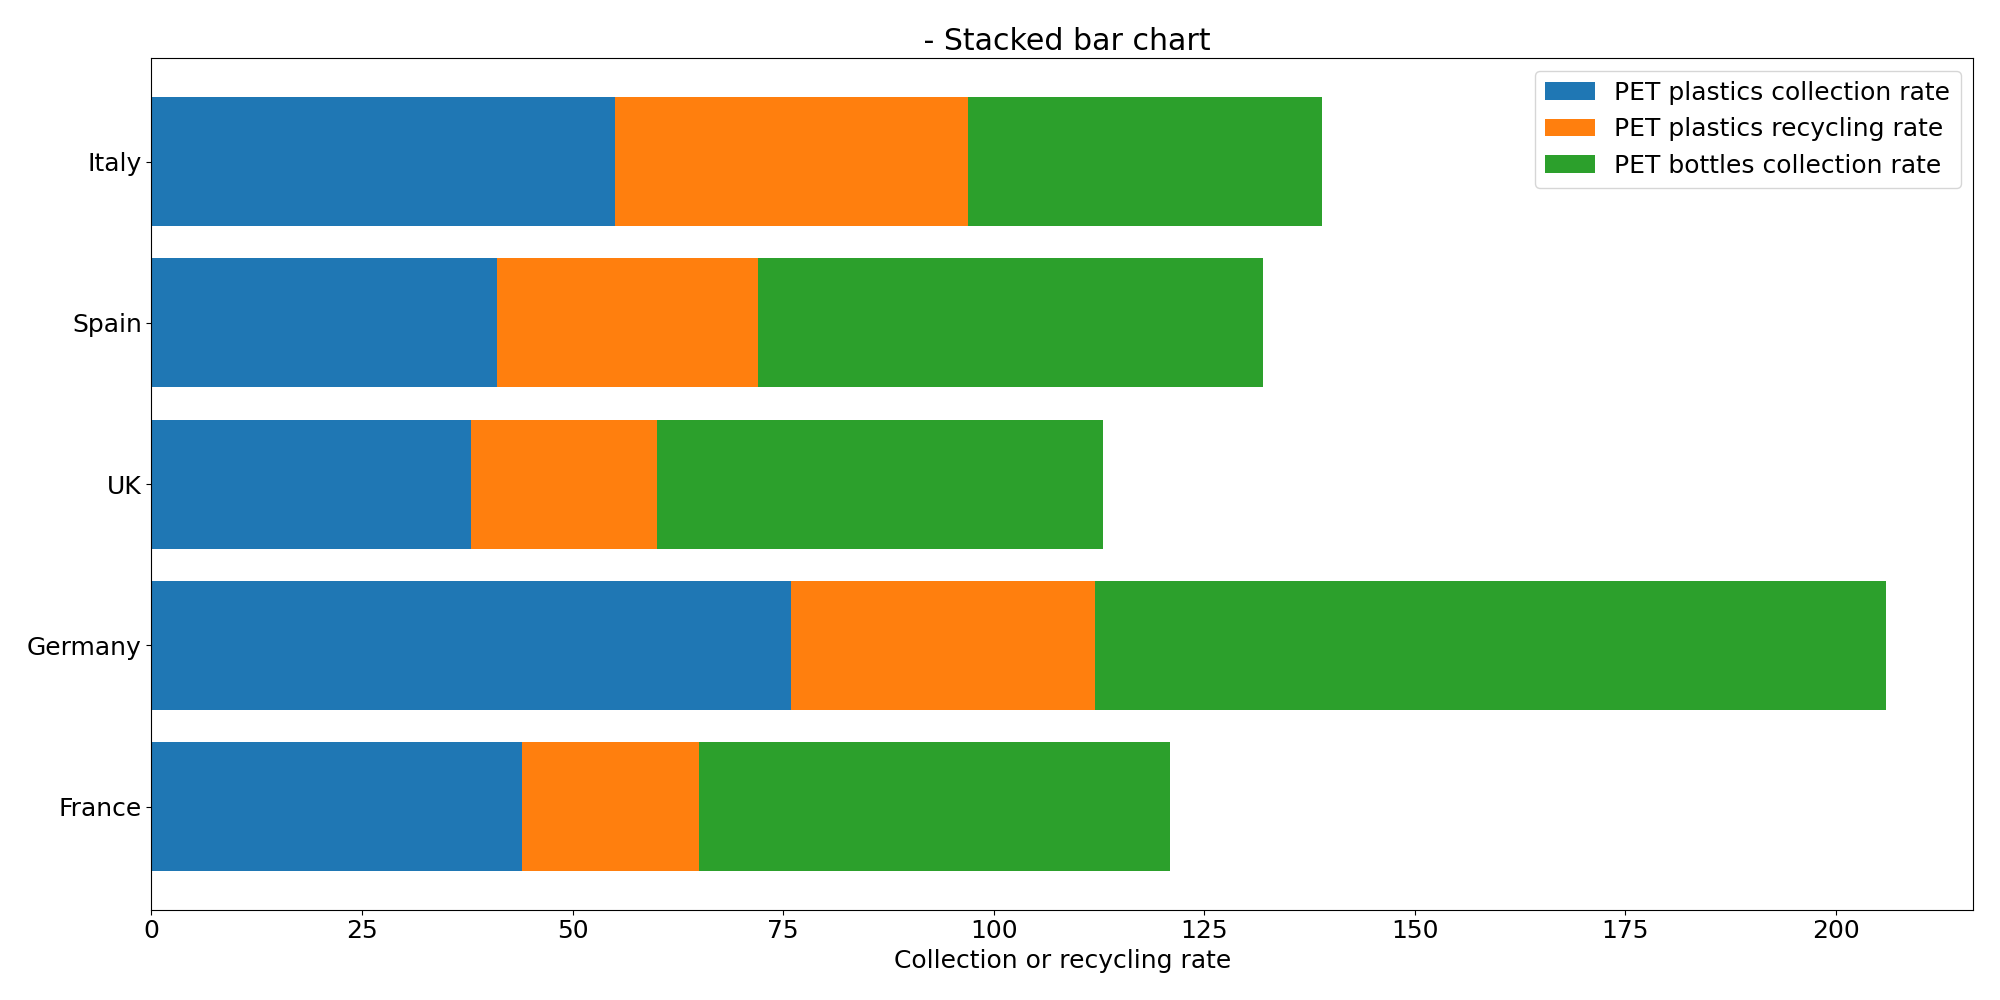 - Stacked bar chart
PET plastics collection rate
PET plastics recycling rate
PET bottles collection rate
Italy
Spain
UK
Germany
France
0 25 50 75 100 125 150 175 200
Collection or recycling rate